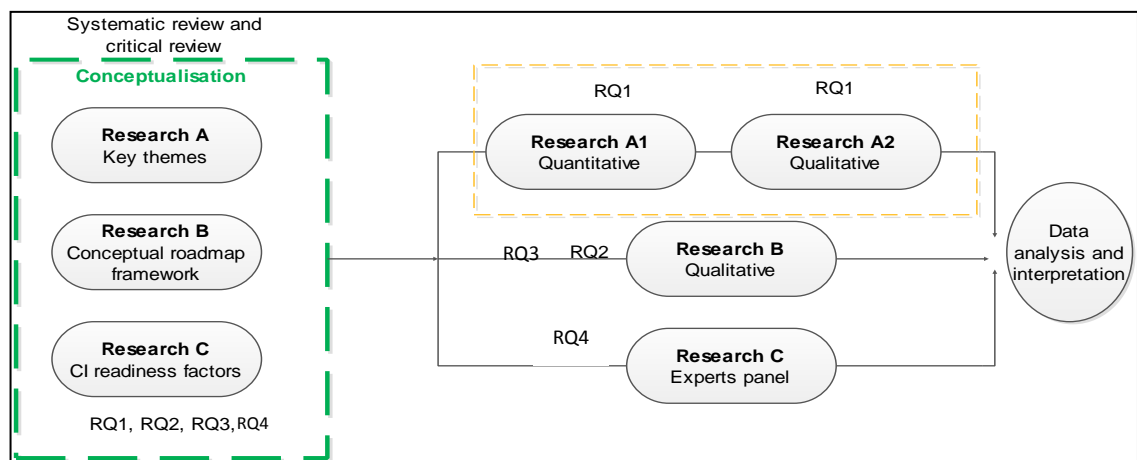 Systematic review and
critical review
Conceptualisation
Research A
Key themes
Research B
Conceptual roadmap
framework
Research C
CI readiness factors
RQ1, RQ2, RQ3,RQ4
RQ1
RQ1
Research A1
Quantitative
Research A2
Qualitative
RQ3
RQ2
Research B
Qualitative
RQ4
Research C
Experts panel
Data
analysis and
interpretation